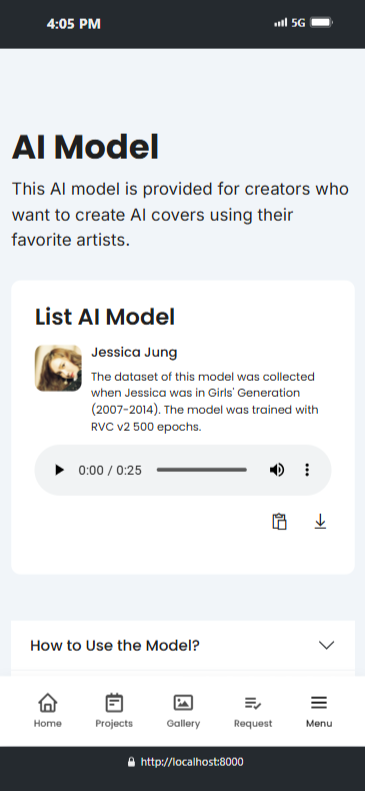 4:05 PM 5G
AI Model
This AI model is provided for creators who
want to create AI covers using their
favorite artists.
List AI Model
Jessica Jung
The dataset of this model was collected
when Jessica was in Girls' Generation
(2007-2014). The model was trained with
RVC v2 500 epochs.
0:00 / 0:25
How to Use the Model?
Home Projects Gallery Request Menu
http://localhost:8000